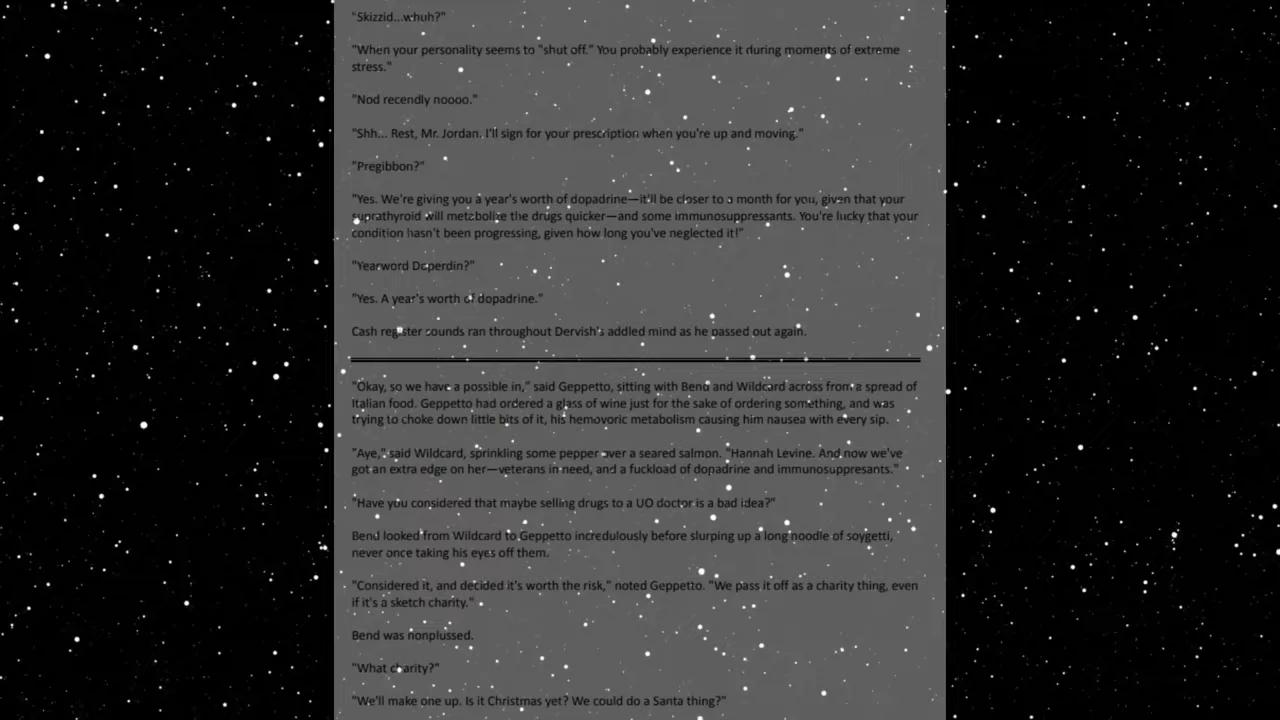 "Skizzid...whuh?"
"When your personality seems to "shut off." You probably experience it during moments of extreme
stress."
"Nod recendly noooo."
"Shh... Rest, Mr. Jordan. I'll sign for your prescription when you're up and moving."
"Pregibbon?"
"Yes. We're giving you a year's worth of dopadrine—it'll be closer to a month for you, given that your
suprathyroid will metabolize the drugs quicker—and some immunosuppressants. You're lucky that your
condition hasn't been progressing, given how long you've neglected it!"
"Yearword Doperdin?"
"Yes. A year's worth of dopadrine."
Cash register sounds ran throughout Dervish's addled mind as he passed out again.
"Okay, so we have a possible in," said Geppetto, sitting with Bend and Wildcard across from a spread of
Italian food. Geppetto had ordered a glass of wine just for the sake of ordering something, and was
trying to choke down little bits of it, his hemovoric metabolism causing him nausea with every sip.
"Aye," said Wildcard, sprinkling some pepper over a seared salmon. "Hannah Levine. And now we've
got an extra edge on her—veterans in need, and a fuckload of dopadrine and immunosuppresants."
"Have you considered that maybe selling drugs to a UO doctor is a bad idea?"
Bend looked from Wildcard to Geppetto incredulously before slurping up a long noodle of soygetti,
never once taking his eyes off them.
"Considered it, and decided it's worth the risk," noted Geppetto. "We pass it off as a charity thing, even
if it's a sketch charity."
Bend was nonplussed.
"What charity?"
"We'll make one up. Is it Christmas yet? We could do a Santa thing?"